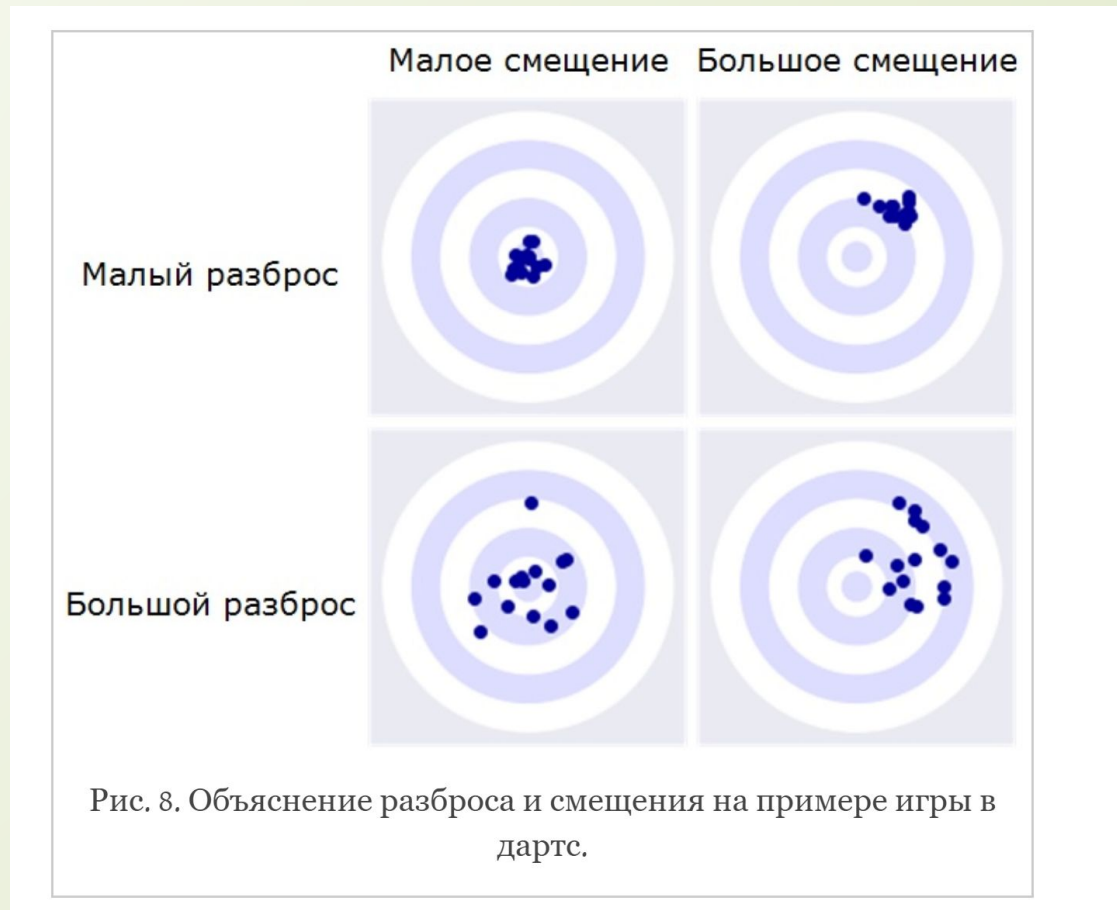 Малое смещение
Большое смещение
Малый разброс
Большой разброс
Рис. 8. Объяснение разброса и смещения на примере игры в
дартс.